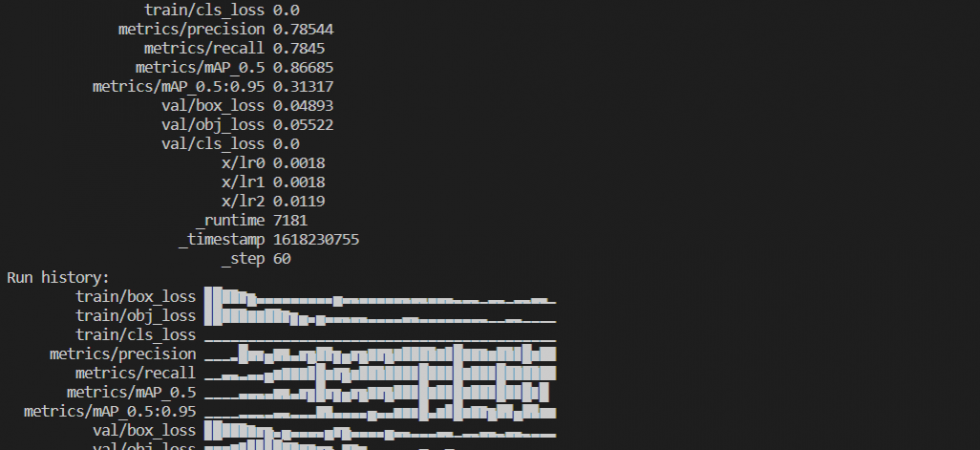 train/cls_loss 0.0
metrics/precision 0.78544
metrics/recall 0.7845
metrics/mAP_0.5 0.86685
metrics/mAP_0.5:0.95 0.31317
val/box_loss 0.04893
val/obj_loss 0.05522
val/cls_loss 0.0
x/lr0 0.0018
x/lr1 0.0018
x/lr2 0.0119
_runtime 7181
_timestamp 1618230755
_step 60
Run history:
train/box_loss
train/obj_loss
train/cls_loss
metrics/precision
metrics/recall
metrics/mAP_0.5
metrics/mAP_0.5:0.95
val/box_loss
val/obj_loss